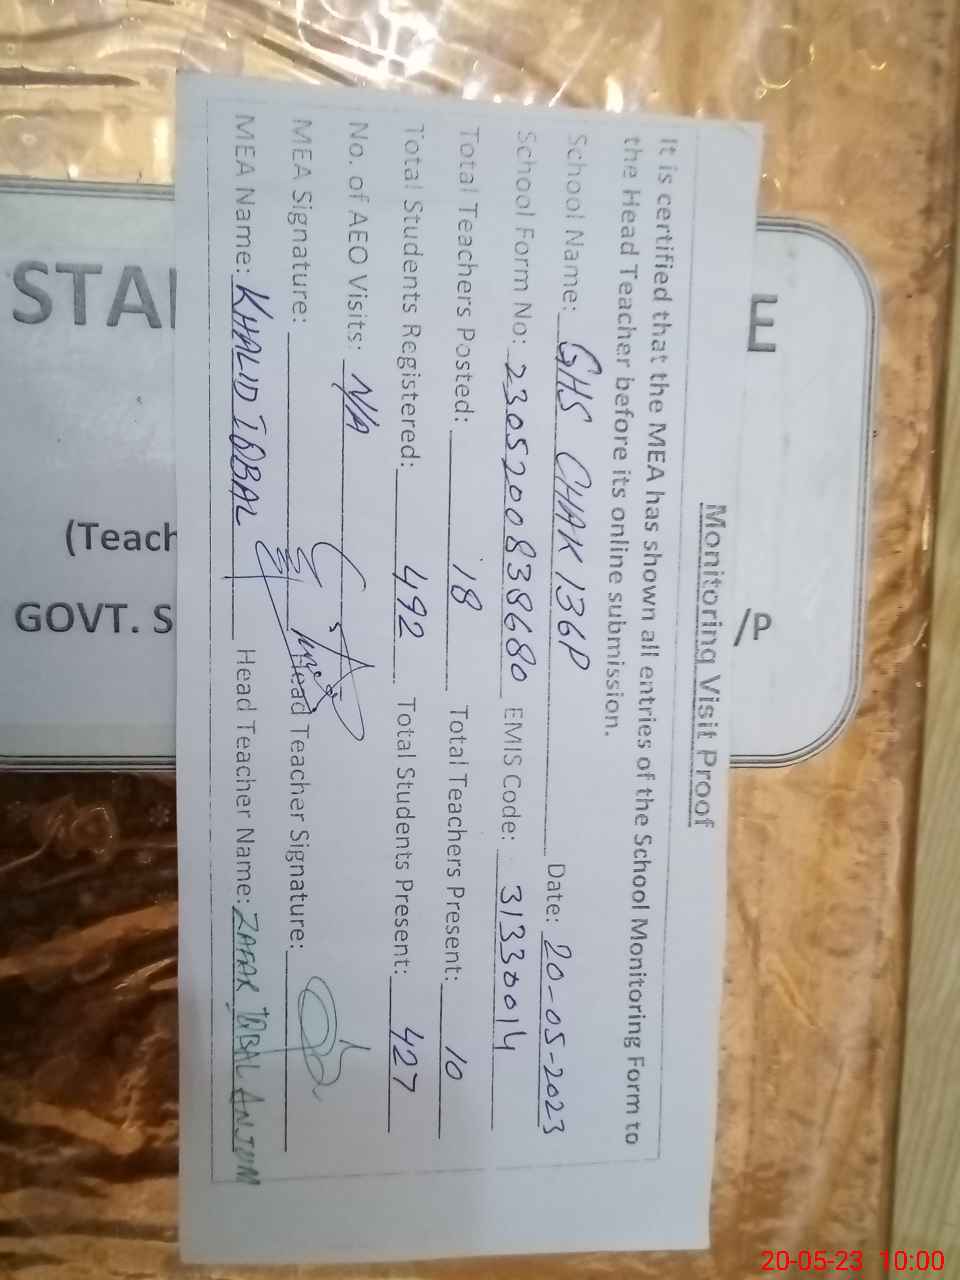 Monitoring Visit Proof
It is certified that the MEA has shown all entries of the School Monitoring Form to
the Head Teacher before its online submission.
School Name: GHS CHAK 136P Date: 20-05-2023
School Form No: 2305200838680 EMIS Code: 31330014
Total Teachers Posted: 18 Total Teachers Present: 10
Total Students Registered: 492 Total Students Present: 427
No. of AEO Visits: N/A
MEA Signature: Head Teacher Signature:
MEA Name: KHALID IQBAL Head Teacher Name: ZAFAR IQBAL ANJUM
E
/P
STA
(Teach
GOVT. S
20-05-23 10:00